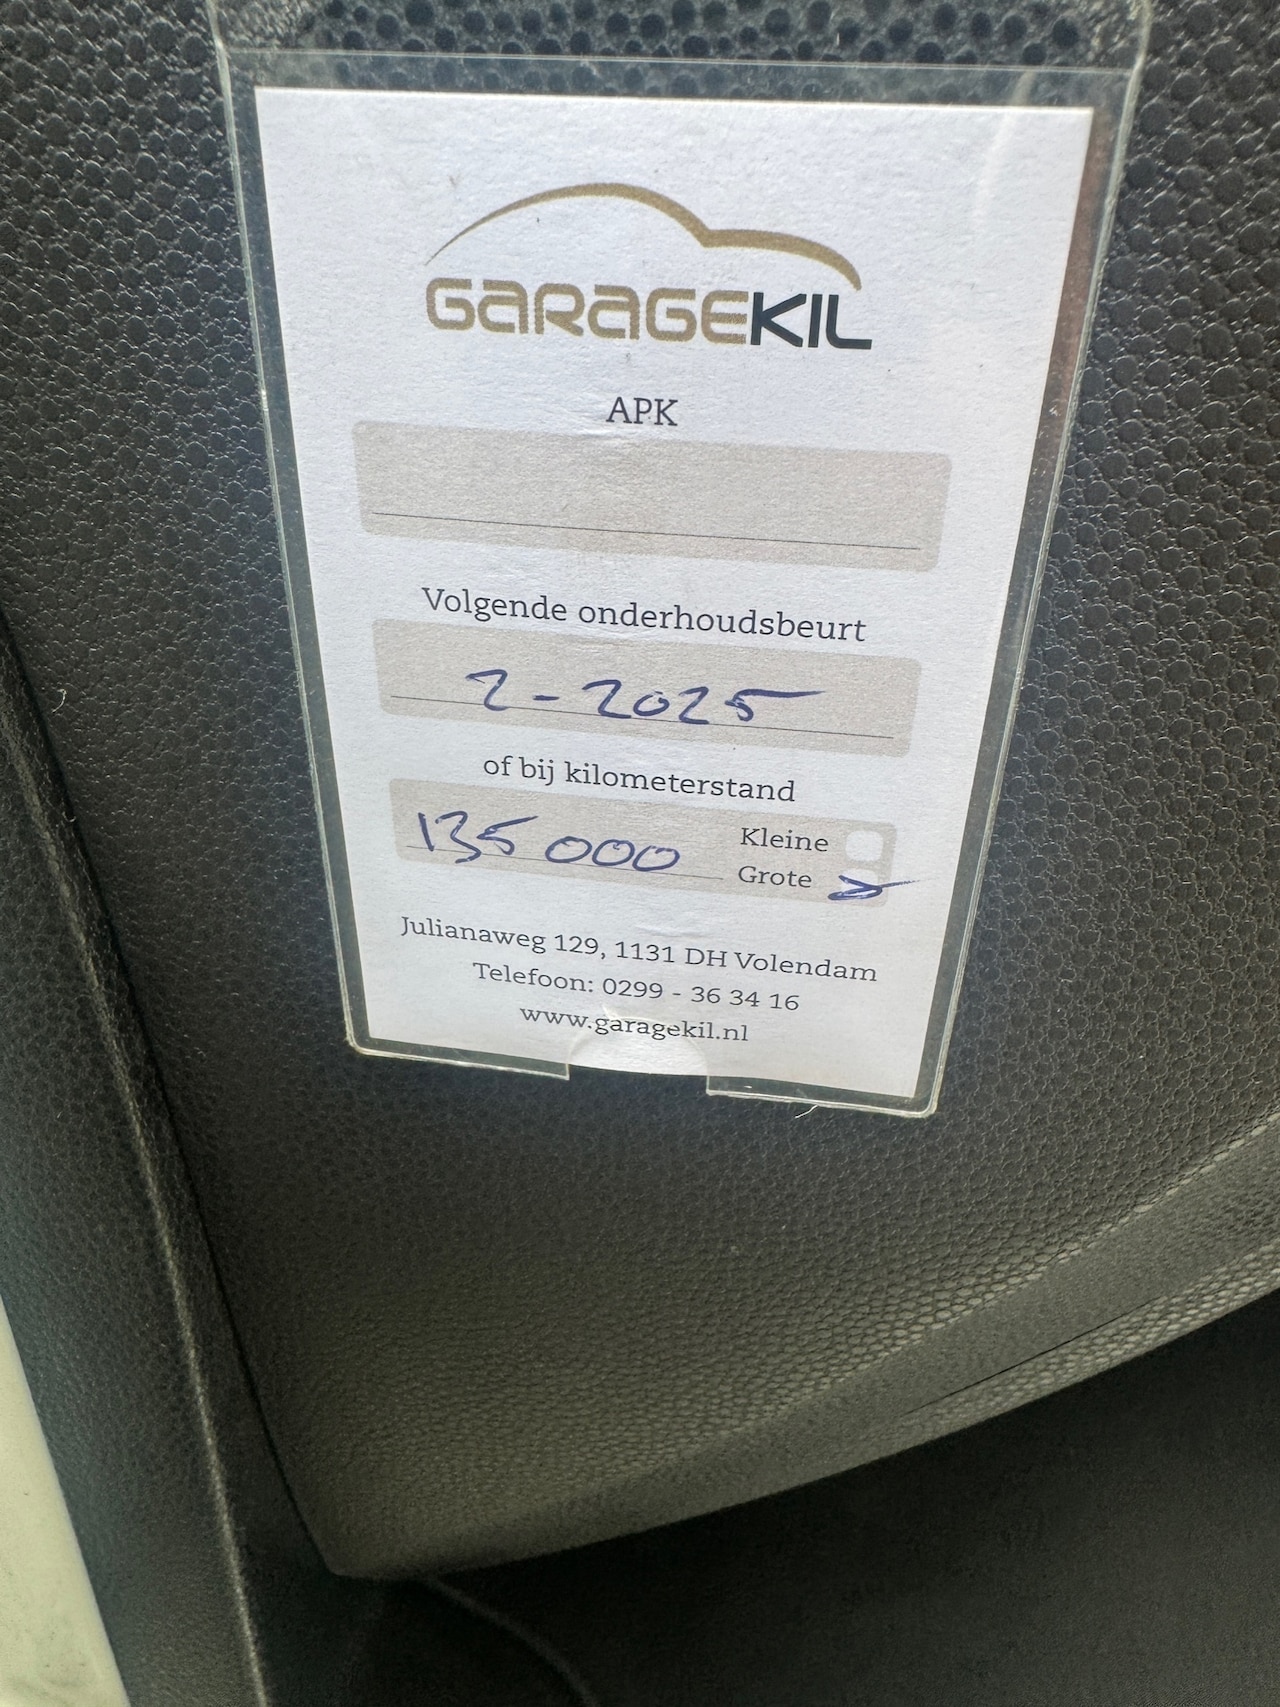 GARAGEKIL
APK
Volgende onderhoudsbeurt
2-2025
of bij kilometerstand
135000
Kleine
Grote
Julianaweg 129, 1131 DH Volendam
Telefoon: 0299 - 36 34 16
www.garagekil.nl